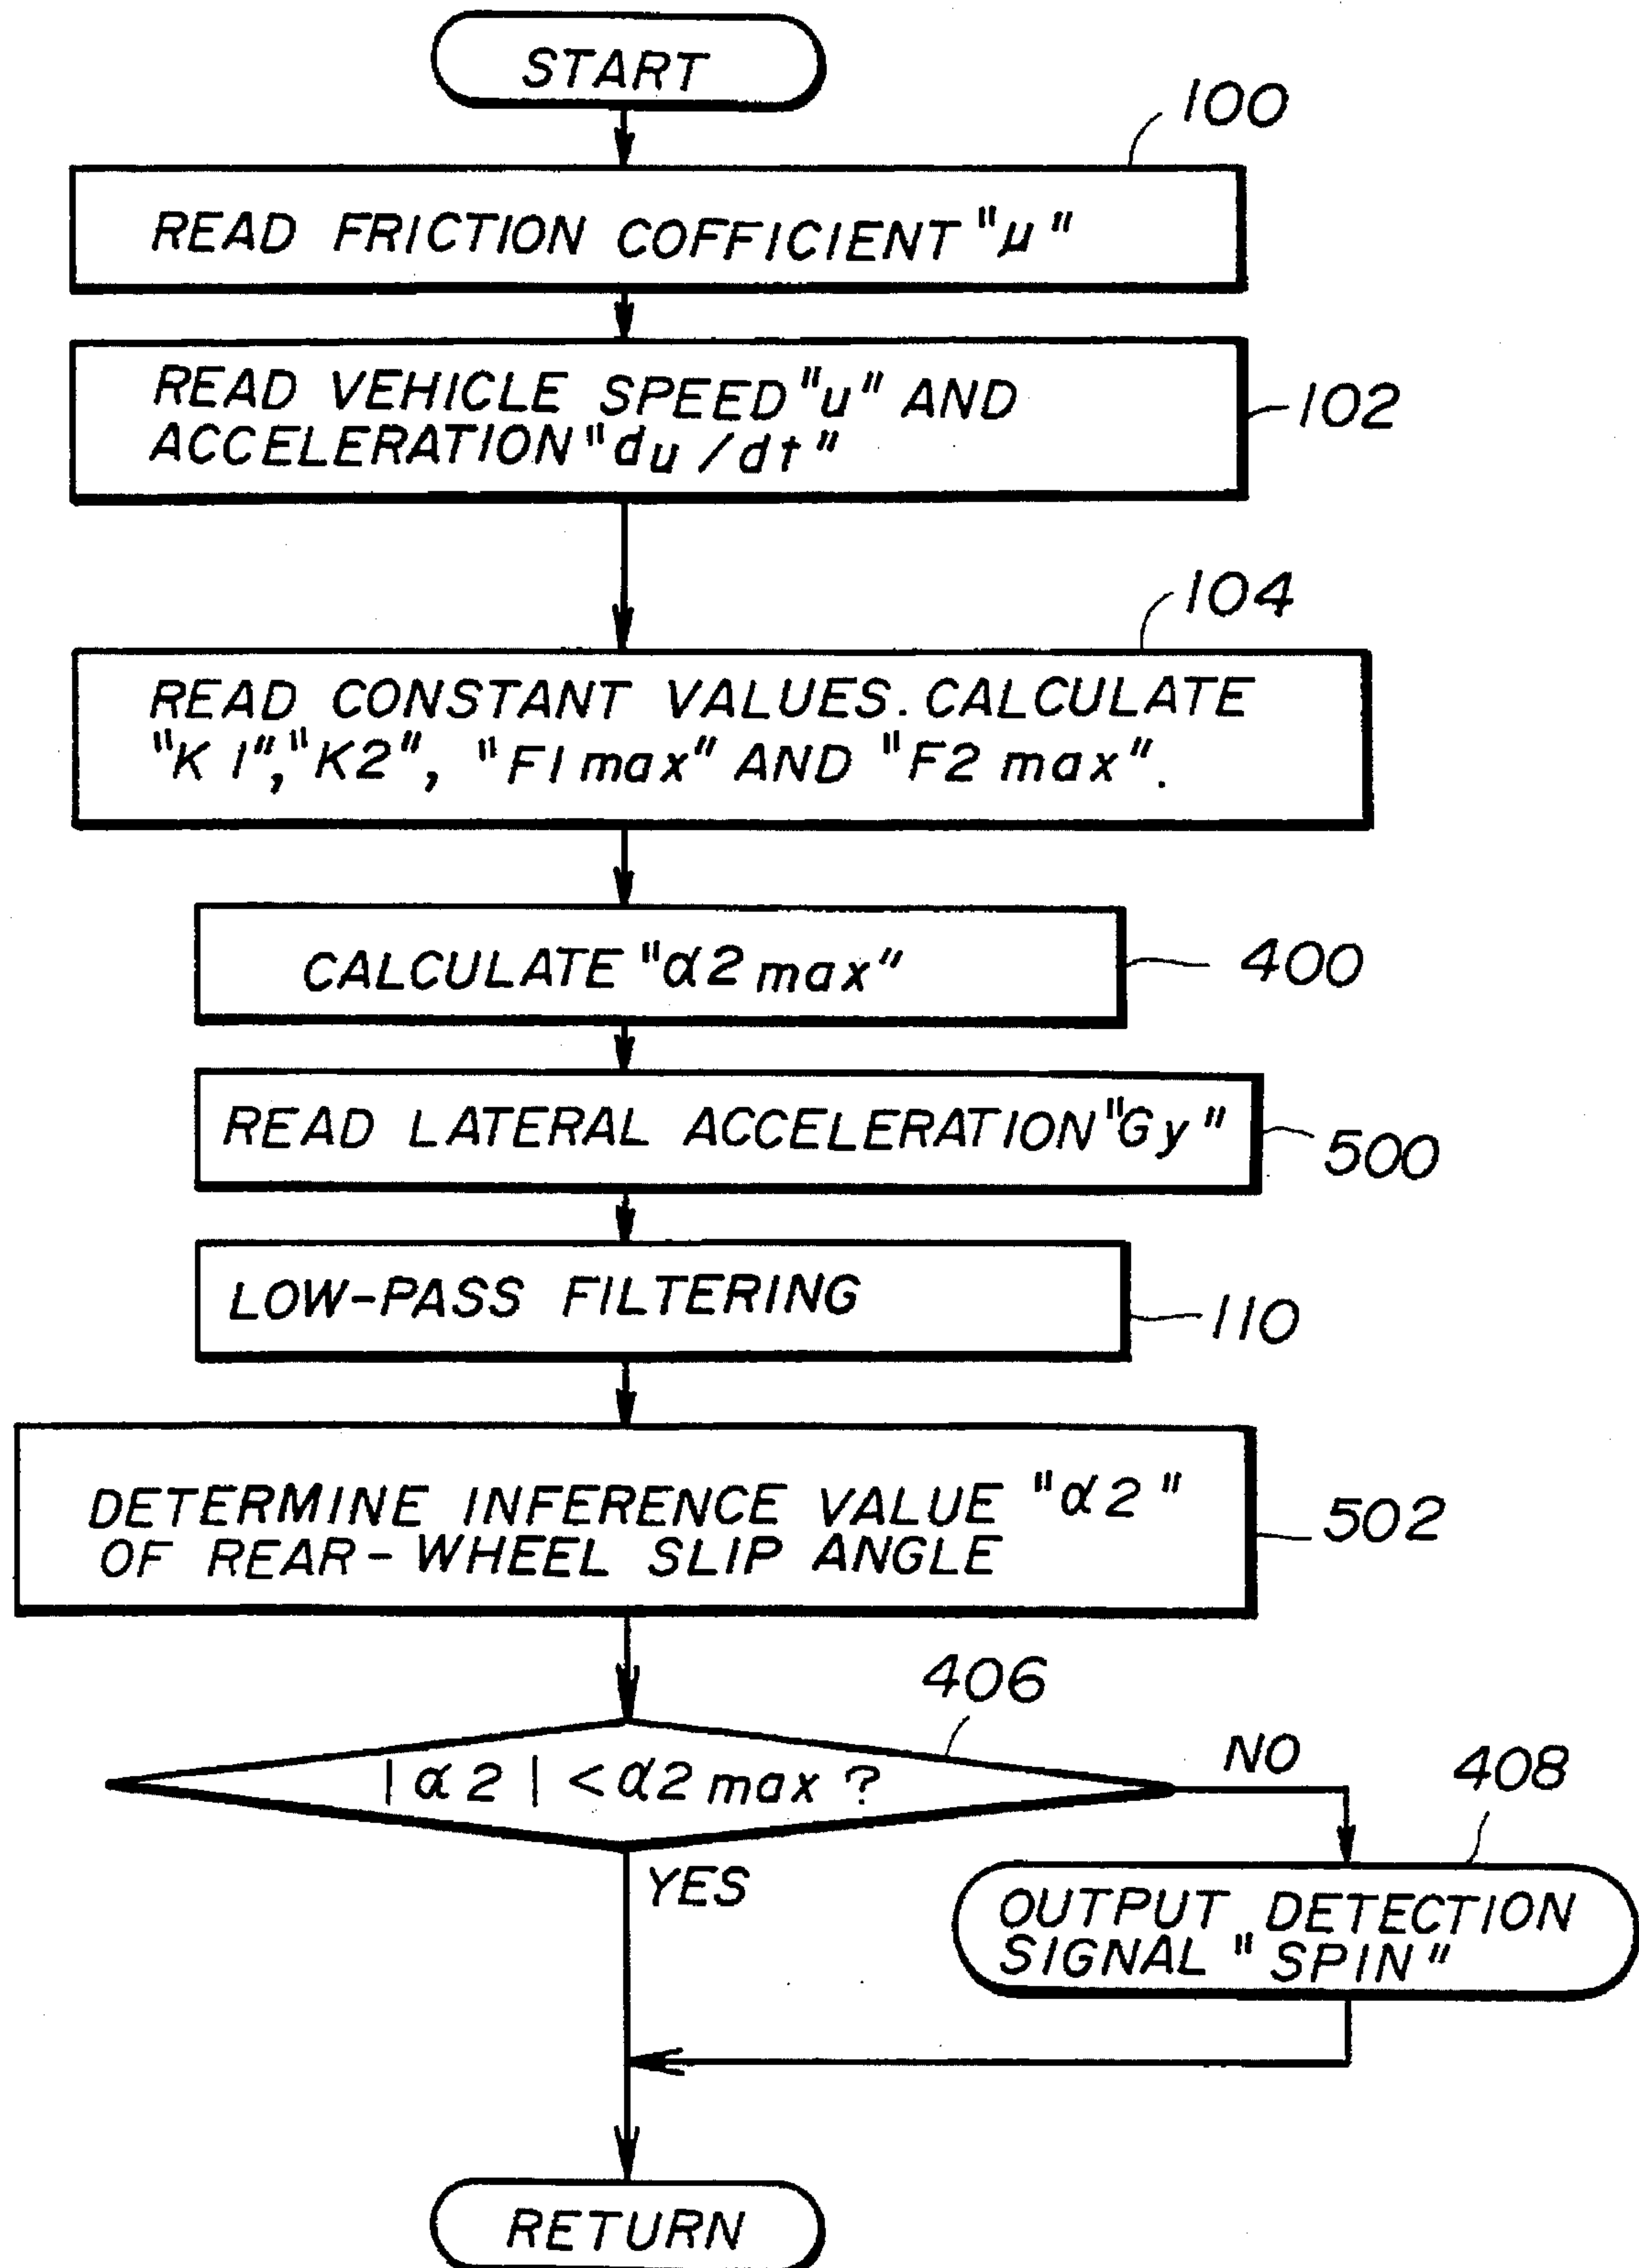 START
100
READ FRICTION COFFICIENT "μ"
READ VEHICLE SPEED "u" AND
ACCELERATION "du/dt"
102
104
READ CONSTANT VALUES. CALCULATE
"K1", "K2", "F1max" AND "F2max".
CALCULATE "α2max"
400
READ LATERAL ACCELERATION "Gy"
500
LOW-PASS FILTERING
110
DETERMINE INFERENCE VALUE "α2"
OF REAR-WHEEL SLIP ANGLE
502
406
|α2| < α2max ?
NO
408
YES
OUTPUT DETECTION
SIGNAL "SPIN"
RETURN